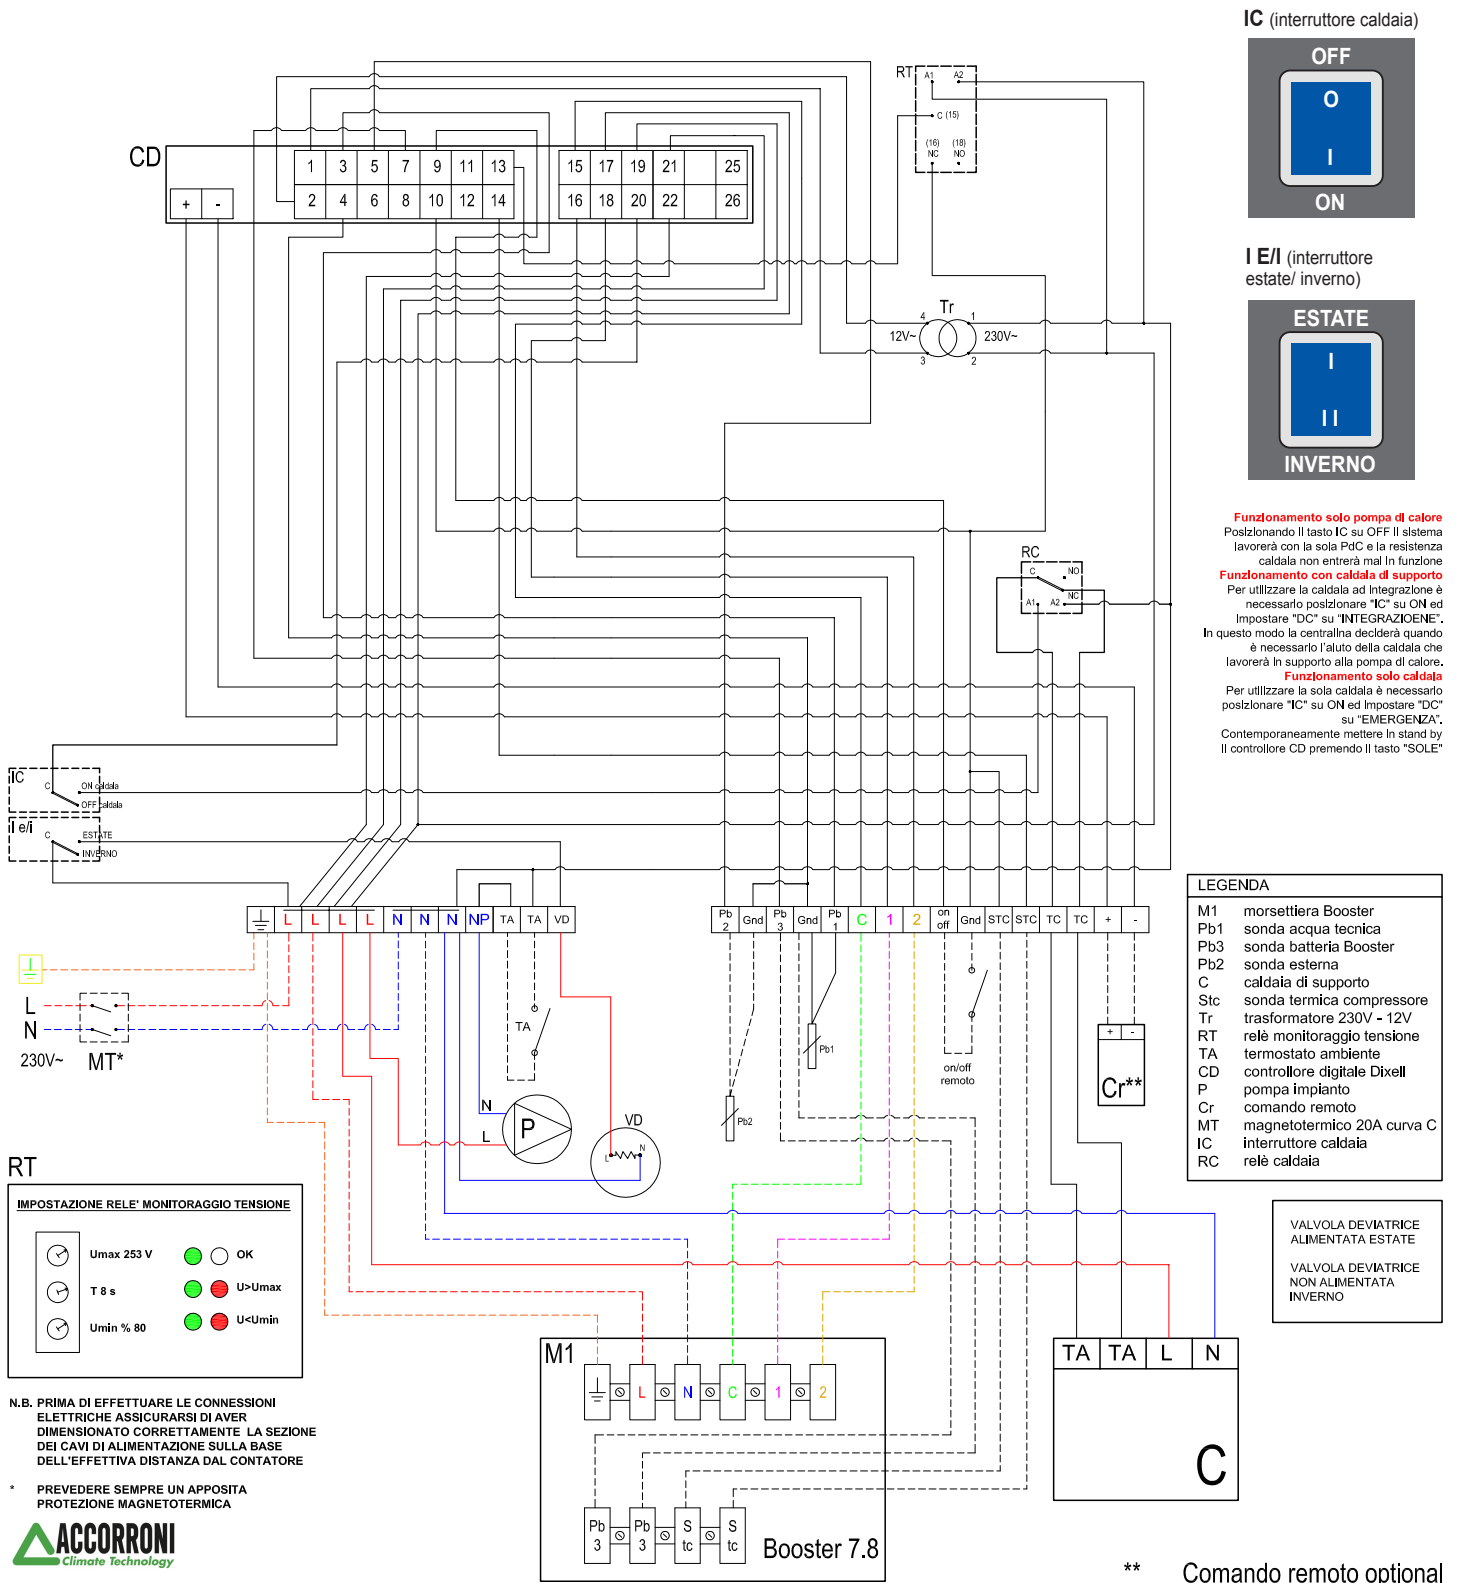 IC (interruttore caldaia)
OFF
O
I
ON
I E/I (interruttore
estate/ inverno)
ESTATE
I
I I
INVERNO
Funzionamento solo pompa di calore
Posizionando il tasto IC su OFF il sistema
lavorerà con la sola PdC e la resistenza
caldaia non entrerà mai in funzione
Funzionamento con caldaia di supporto
Per utilizzare la caldaia ad integrazione è
necessario posizionare "IC" su ON ed
impostare "DC" su "INTEGRAZIOENE".
In questo modo la centralina deciderà quando
è necessario l'aiuto della caldaia che
lavorerà in supporto alla pompa di calore.
Funzionamento solo caldaia
Per utilizzare la sola caldaia è necessario
posizionare "IC" su ON ed impostare "DC"
su "EMERGENZA".
Contemporaneamente mettere in stand by
il controllore CD premendo il tasto "SOLE"
CD
+ -
1 3 5 7 9 11 13
2 4 6 8 10 12 14
15 17 19 21 25
16 18 20 22 26
RT
A1 A2
C (15)
(16) (18)
NC NO
Tr
4 1
12V~ 230V~
3 2
RC
C NO
NC
A1 A2
IC
C ON caldaia
OFF caldaia
I e/i
C ESTATE
INVERNO
L L L L N N N NP TA TA VD
Pb 2 Gnd Pb 3 Gnd Pb 1 C 1 2 on off Gnd STC STC TC TC + -
L
N
230V~ MT*
TA
N
L
P
VD
L N
Pb2
Pb1
on/off
remoto
+ -
Cr**
LEGENDA
M1 morsettiera Booster
Pb1 sonda acqua tecnica
Pb3 sonda batteria Booster
Pb2 sonda esterna
C caldaia di supporto
Stc sonda termica compressore
Tr trasformatore 230V - 12V
RT relè monitoraggio tensione
TA termostato ambiente
CD controllore digitale Dixell
P pompa impianto
Cr comando remoto
MT magnetotermico 20A curva C
IC interruttore caldaia
RC relè caldaia
VALVOLA DEVIATRICE
ALIMENTATA ESTATE
VALVOLA DEVIATRICE
NON ALIMENTATA
INVERNO
RT
IMPOSTAZIONE RELE' MONITORAGGIO TENSIONE
Umax 253 V OK
T 8 s U>Umax
Umin % 80 U<Umin
N.B. PRIMA DI EFFETTUARE LE CONNESSIONI
ELETTRICHE ASSICURARSI DI AVER
DIMENSIONATO CORRETTAMENTE LA SEZIONE
DEI CAVI DI ALIMENTAZIONE SULLA BASE
DELL'EFFETTIVA DISTANZA DAL CONTATORE
* PREVEDERE SEMPRE UN APPOSITA
PROTEZIONE MAGNETOTERMICA
ACCORRONI
Climate Technology
M1
L N C 1 2
Pb 3 Pb 3 S tc S tc
Booster 7.8
TA TA L N
C
** Comando remoto optional